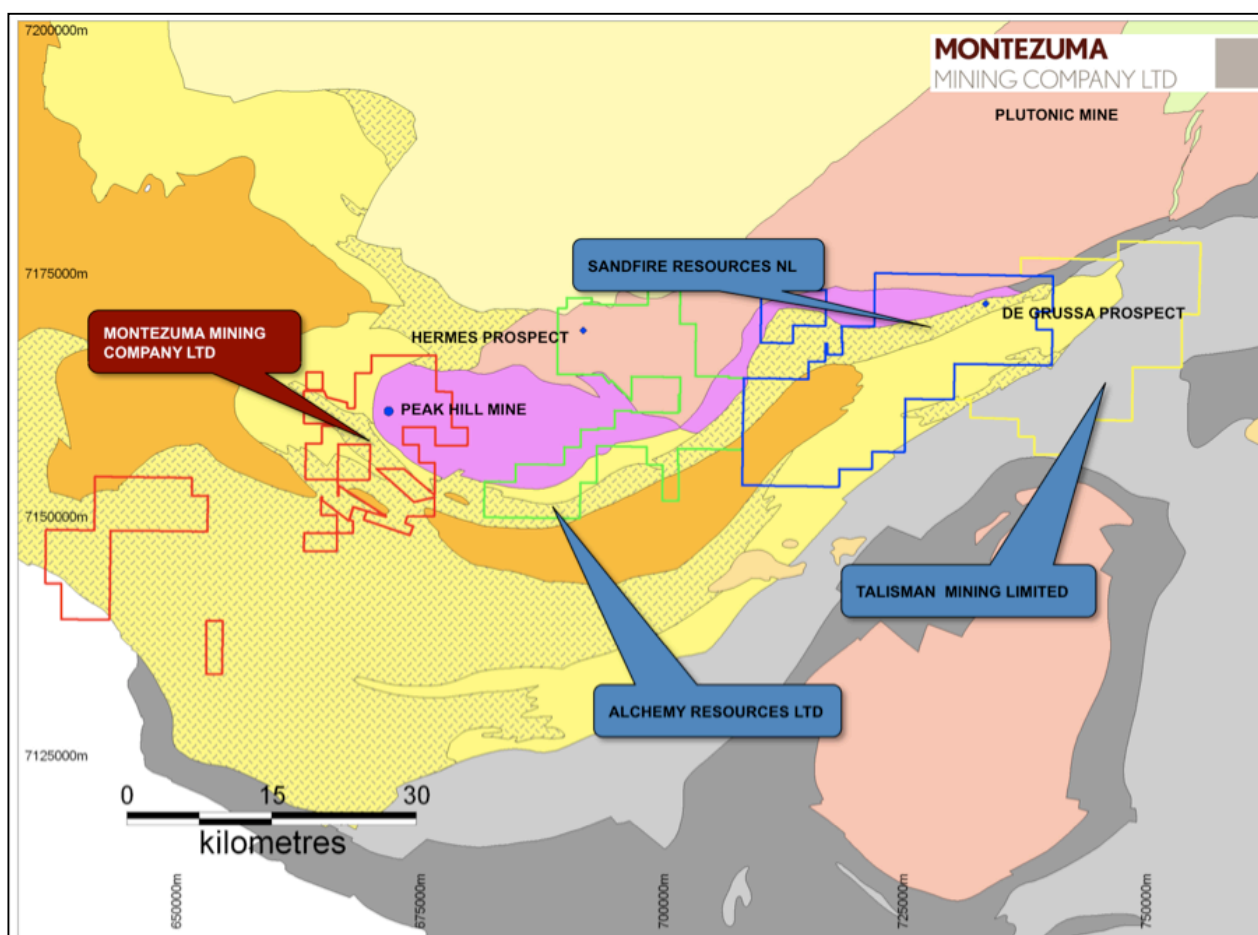 7200000m
MONTEZUMA
MINING COMPANY LTD
PLUTONIC MINE
SANDFIRE RESOURCES NL
7175000m
DE GRUSSA PROSPECT
MONTEZUMA MINING
COMPANY LTD
HERMES PROSPECT
PEAK HILL MINE
7150000m
TALISMAN MINING LIMITED
ALCHEMY RESOURCES LTD
7125000m
0 15 30
kilometres
650000m
675000m
700000m
725000m
750000m